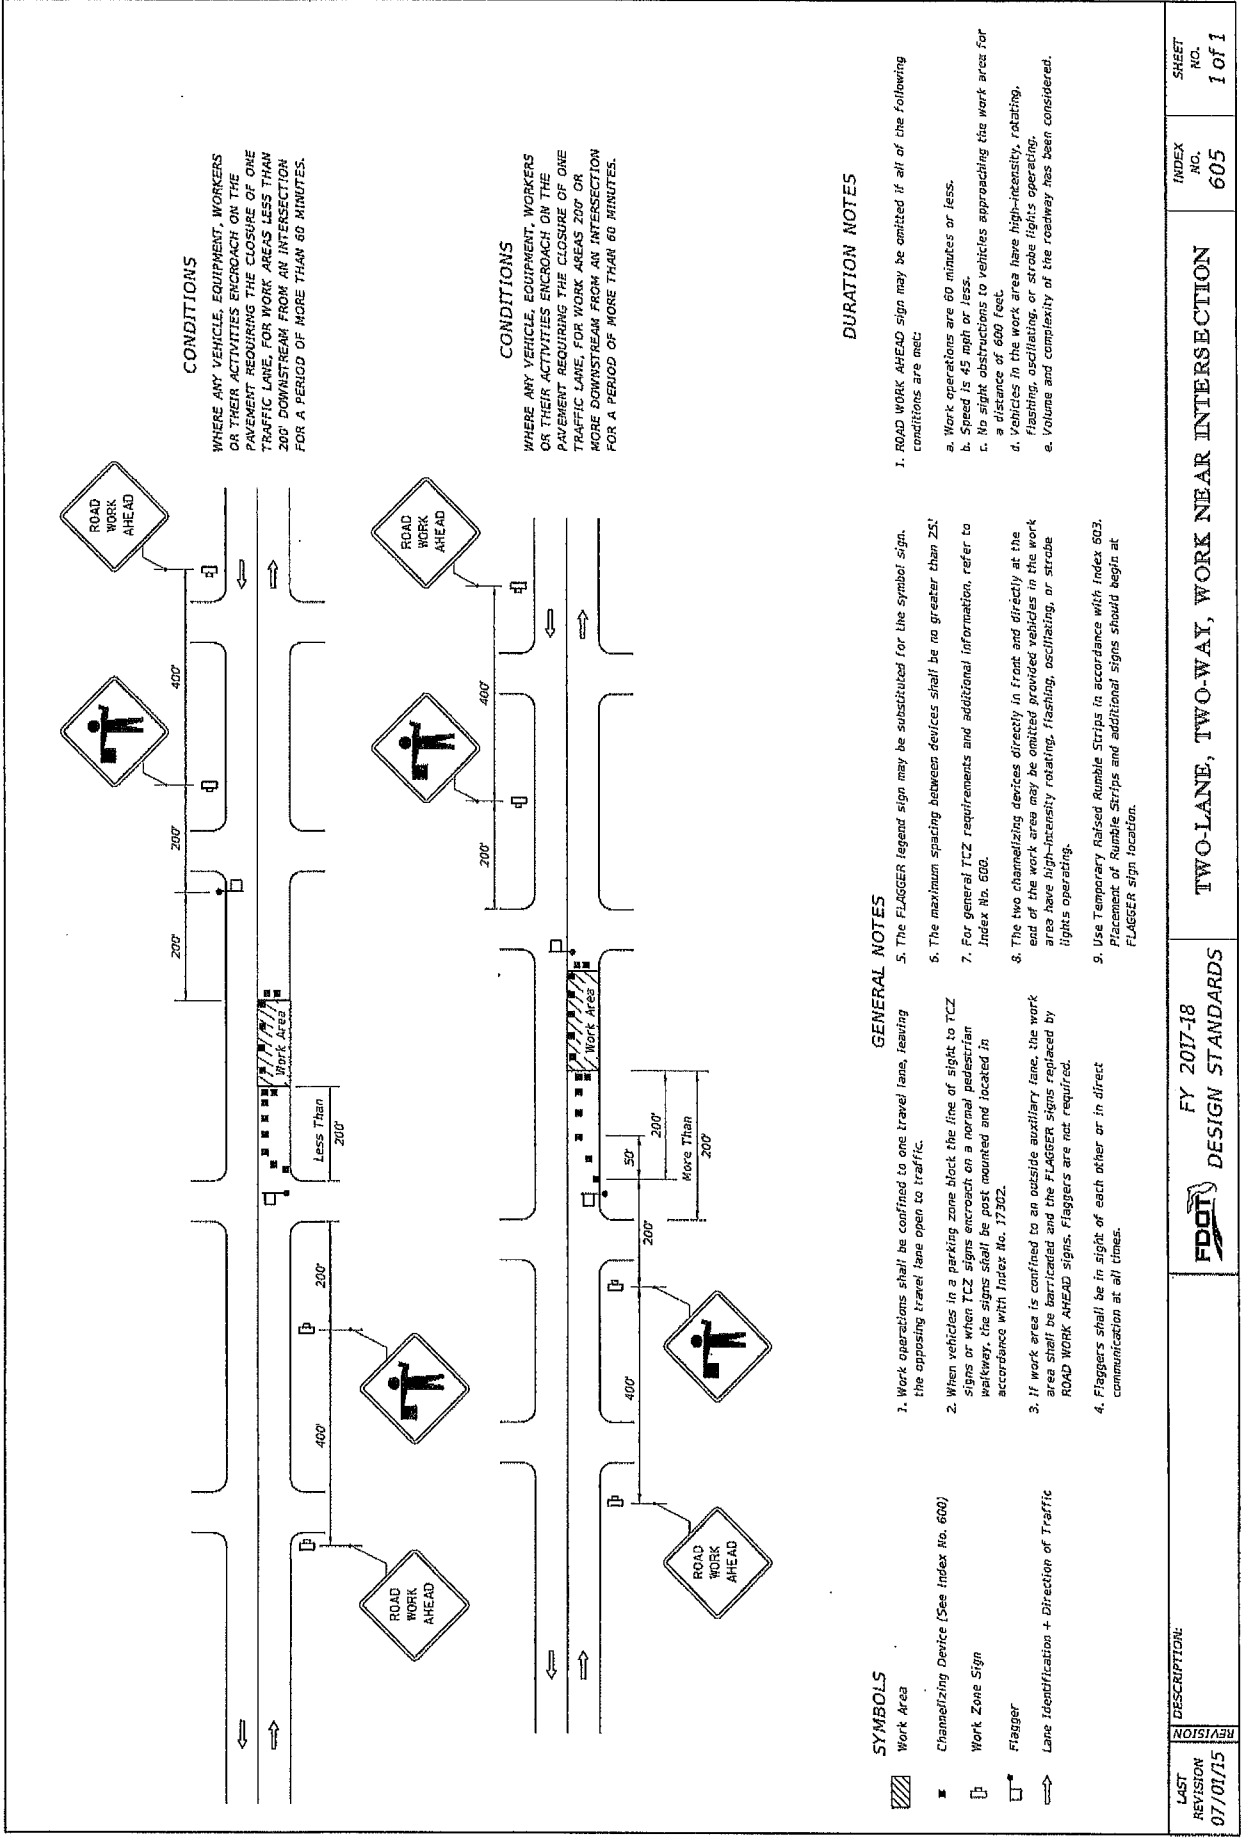 CONDITIONS
WHERE ANY VEHICLE, EQUIPMENT, WORKERS
OR THEIR ACTIVITIES ENCROACH ON THE
PAVEMENT REQUIRING THE CLOSURE OF ONE
TRAFFIC LANE, FOR WORK AREAS LESS THAN
200' DOWNSTREAM FROM AN INTERSECTION
FOR A PERIOD OF MORE THAN 60 MINUTES.
ROAD
WORK
AHEAD
400'
200'
200'
Work Area
Less Than
200'
200'
400'
ROAD
WORK
AHEAD
CONDITIONS
WHERE ANY VEHICLE, EQUIPMENT, WORKERS
OR THEIR ACTIVITIES ENCROACH ON THE
PAVEMENT REQUIRING THE CLOSURE OF ONE
TRAFFIC LANE, FOR WORK AREAS 200' OR
MORE DOWNSTREAM FROM AN INTERSECTION
FOR A PERIOD OF MORE THAN 60 MINUTES.
ROAD
WORK
AHEAD
400'
200'
Work Area
50'
200'
More Than
200'
200'
400'
ROAD
WORK
AHEAD
SYMBOLS
Work Area
Channelizing Device (See Index No. 600)
Work Zone Sign
Flagger
Lane Identification + Direction of Traffic
GENERAL NOTES
1. Work operations shall be confined to one travel lane, leaving
the opposing travel lane open to traffic.
2. When vehicles in a parking zone block the line of sight to TCZ
signs or when TCZ signs encroach on a normal pedestrian
walkway, the signs shall be post mounted and located in
accordance with Index No. 17302.
3. If work area is confined to an outside auxiliary lane, the work
area shall be barricaded and the FLAGGER signs replaced by
ROAD WORK AHEAD signs. Flaggers are not required.
4. Flaggers shall be in sight of each other or in direct
communication at all times.
5. The FLAGGER legend sign may be substituted for the symbol sign.
6. The maximum spacing between devices shall be no greater than 25'.
7. For general TCZ requirements and additional information, refer to
Index No. 600.
8. The two channelizing devices directly in front and directly at the
end of the work area may be omitted provided vehicles in the work
area have high-intensity rotating, flashing, oscillating, or strobe
lights operating.
9. Use Temporary Raised Rumble Strips in accordance with Index 603.
Placement of Rumble Strips and additional signs should begin at
FLAGGER sign location.
DURATION NOTES
1. ROAD WORK AHEAD sign may be omitted if all of the following
conditions are met:
a. Work operations are 60 minutes or less.
b. Speed is 45 mph or less.
c. No sight obstructions to vehicles approaching the work area for
a distance of 600 feet.
d. Vehicles in the work area have high-intensity, rotating,
flashing, oscillating, or strobe lights operating.
e. Volume and complexity of the roadway has been considered.
LAST
REVISION
07/01/15
REVISION
DESCRIPTION:
FDOT
FY 2017-18
DESIGN STANDARDS
TWO-LANE, TWO-WAY, WORK NEAR INTERSECTION
INDEX
NO.
605
SHEET
NO.
1 of 1